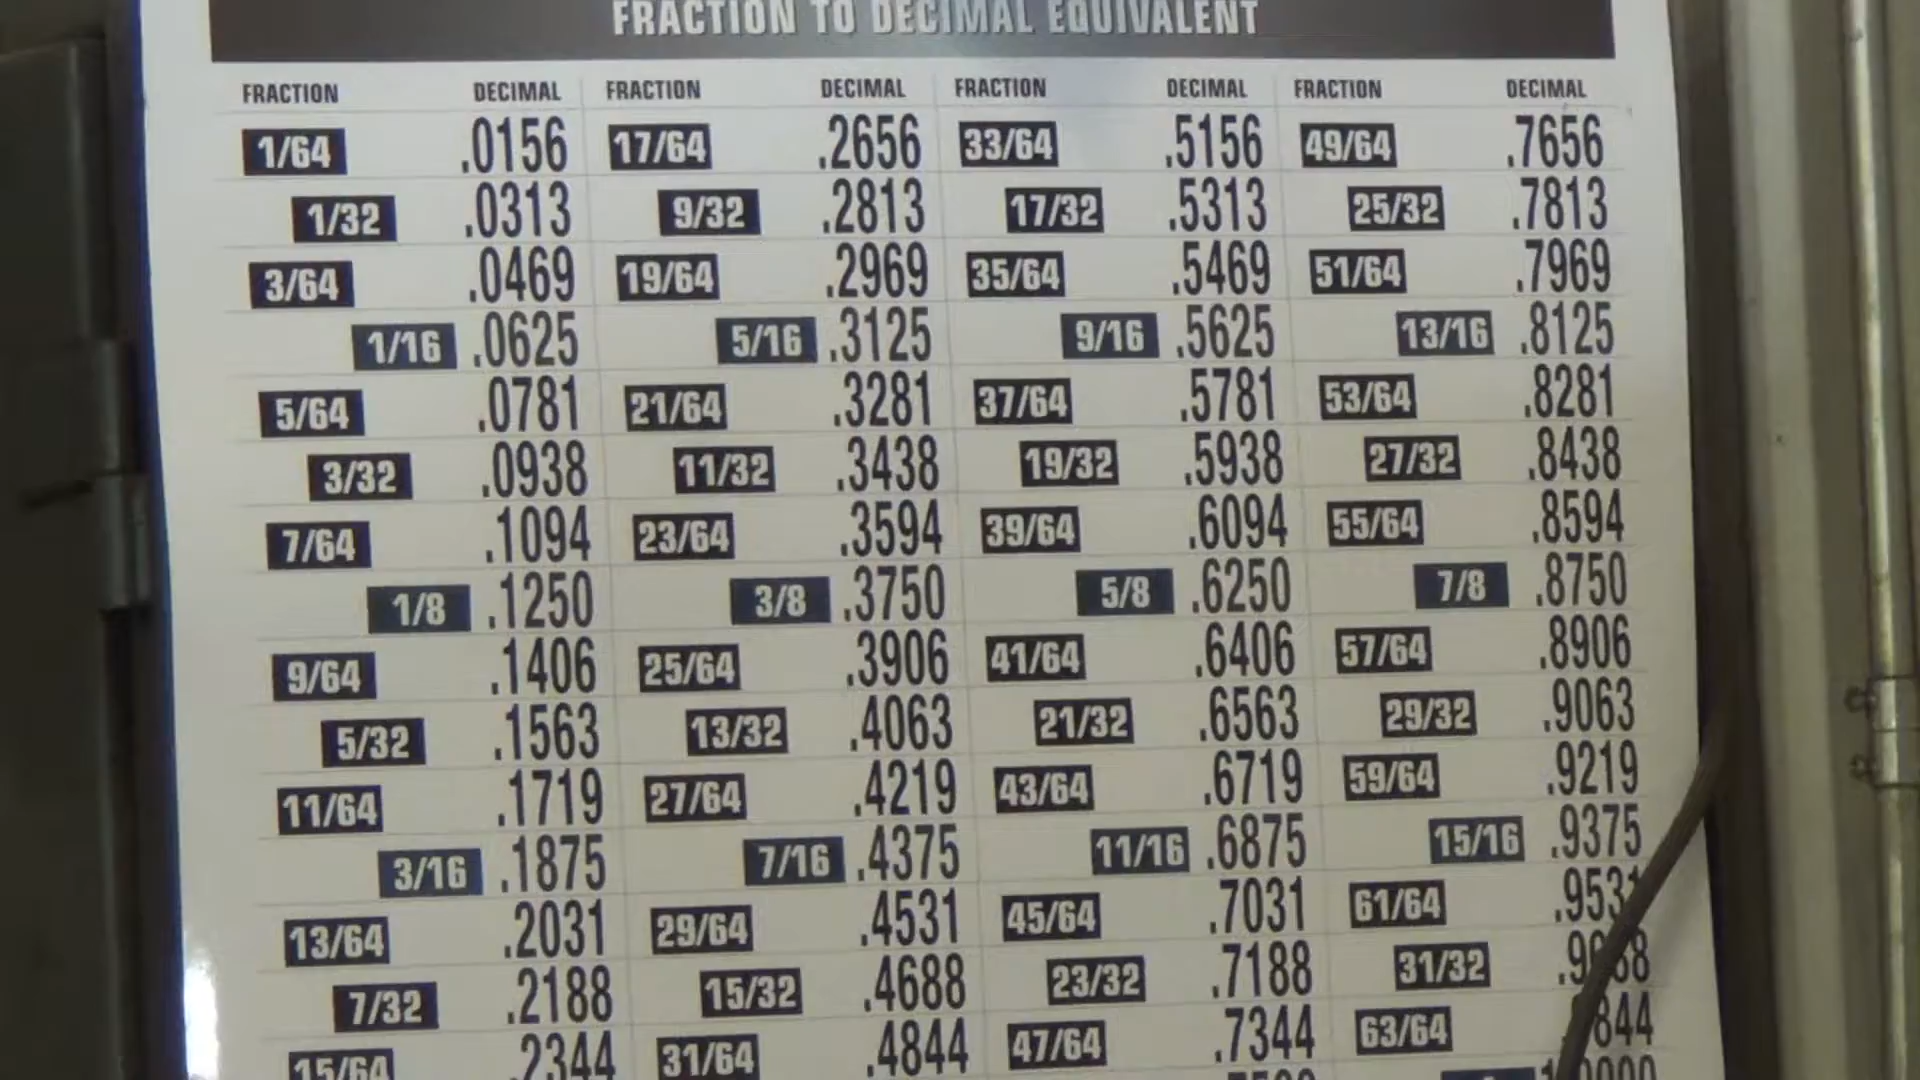 FRACTION TO DECIMAL EQUIVALENT
FRACTION DECIMAL FRACTION DECIMAL FRACTION DECIMAL FRACTION DECIMAL
1/64 .0156 17/64 .2656 33/64 .5156 49/64 .7656
1/32 .0313 9/32 .2813 17/32 .5313 25/32 .7813
3/64 .0469 19/64 .2969 35/64 .5469 51/64 .7969
1/16 .0625 5/16 .3125 9/16 .5625 13/16 .8125
5/64 .0781 21/64 .3281 37/64 .5781 53/64 .8281
3/32 .0938 11/32 .3438 19/32 .5938 27/32 .8438
7/64 .1094 23/64 .3594 39/64 .6094 55/64 .8594
1/8 .1250 3/8 .3750 5/8 .6250 7/8 .8750
9/64 .1406 25/64 .3906 41/64 .6406 57/64 .8906
5/32 .1563 13/32 .4063 21/32 .6563 29/32 .9063
11/64 .1719 27/64 .4219 43/64 .6719 59/64 .9219
3/16 .1875 7/16 .4375 11/16 .6875 15/16 .9375
13/64 .2031 29/64 .4531 45/64 .7031 61/64 .9531
7/32 .2188 15/32 .4688 23/32 .7188 31/32
15/64 .2344 31/64 .4844 47/64 .7344 63/64